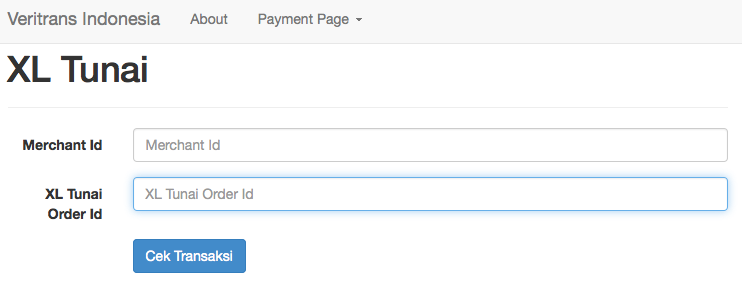 Veritrans Indonesia About Payment Page
XL Tunai
Merchant Id Merchant Id
XL Tunai XL Tunai Order Id
Order Id
Cek Transaksi